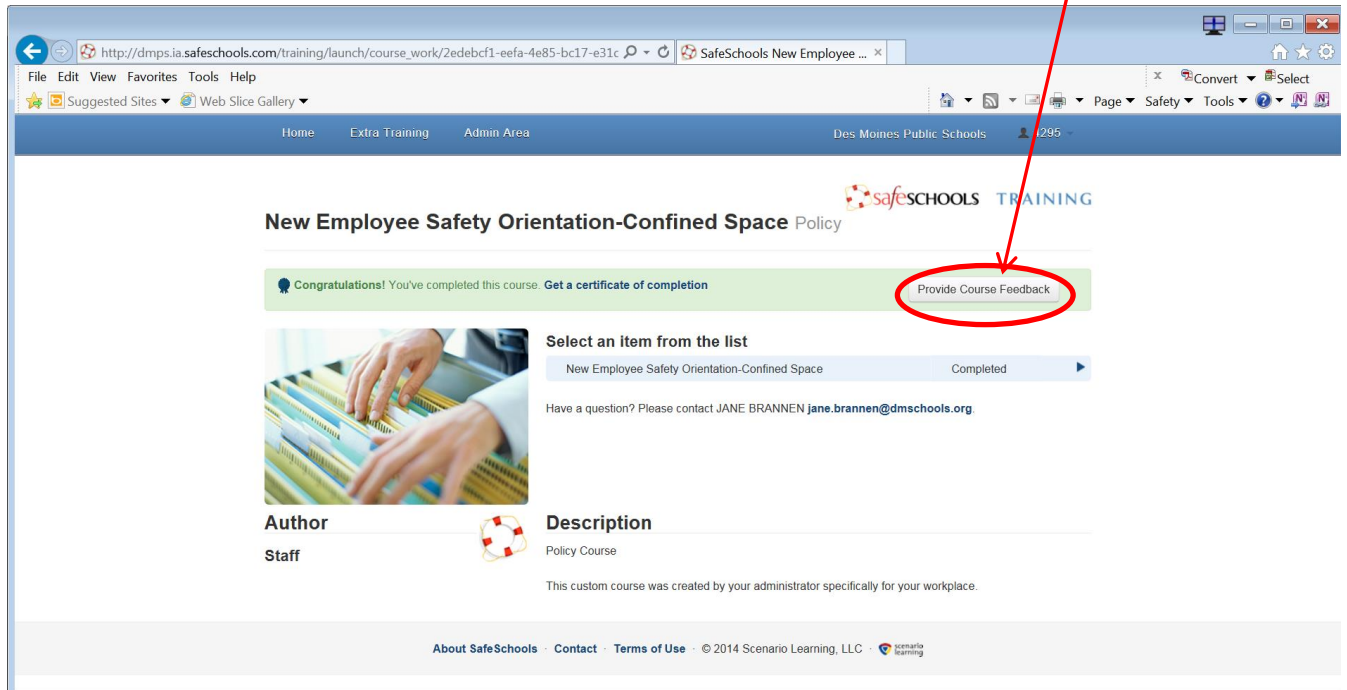 http://dmps.ia.safeschools.com/training/launch/course_work/2edebcf1-eefa-4e85-bc17-e31c SafeSchools New Employee ... ×
File Edit View Favorites Tools Help x Convert Select
Suggested Sites Web Slice Gallery Page Safety Tools
Home Extra Training Admin Area Des Moines Public Schools
safeSCHOOLS TRAINING
New Employee Safety Orientation-Confined Space Policy
Congratulations! You've completed this course. Get a certificate of completion Provide Course Feedback
Select an item from the list
New Employee Safety Orientation-Confined Space Completed
Have a question? Please contact JANE BRANNEN jane.brannen@dmschools.org.
Author
Staff
Description
Policy Course
This custom course was created by your administrator specifically for your workplace.
About SafeSchools · Contact · Terms of Use · © 2014 Scenario Learning, LLC · scenario learning